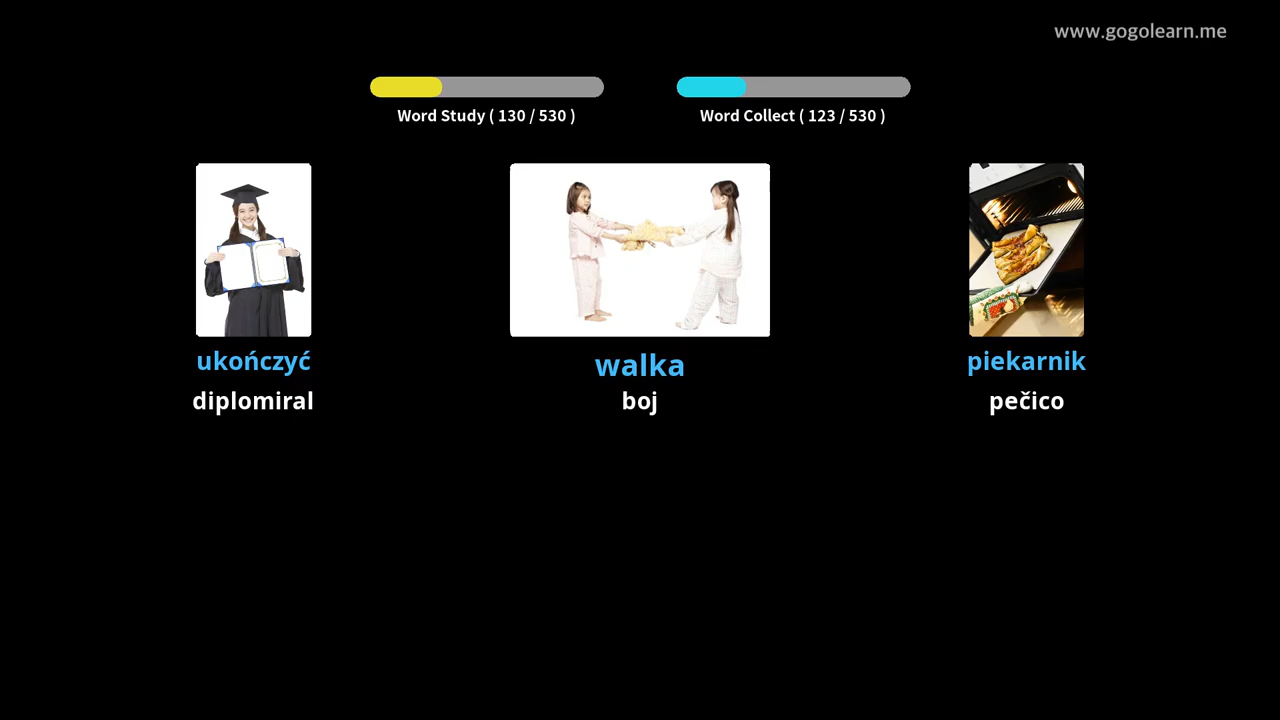 www.gogolearn.me
Word Study ( 130 / 530 )
Word Collect ( 123 / 530 )
ukończyć
diplomiral
walka
boj
piekarnik
pečico